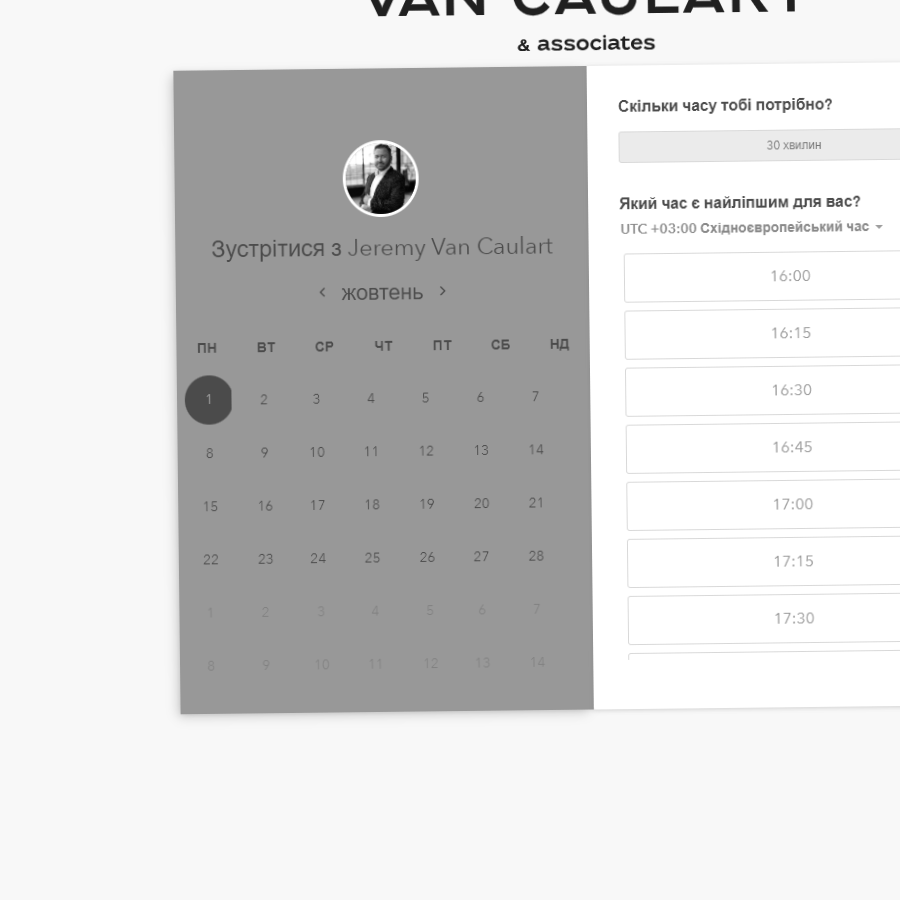 VAN CAULART
& associates
Зустрітися з Jeremy Van Caulart
жовтень
ПН ВТ СР ЧТ ПТ СБ НД
1 2 3 4 5 6 7
8 9 10 11 12 13 14
15 16 17 18 19 20 21
22 23 24 25 26 27 28
1 2 3 4 5 6 7
8 9 10 11 12 13 14
Скільки часу тобі потрібно?
30 хвилин
Який час є найліпшим для вас?
UTC +03:00 Східноєвропейський час
16:00
16:15
16:30
16:45
17:00
17:15
17:30